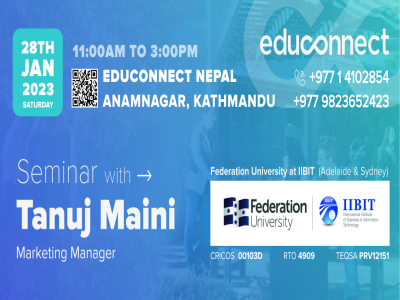 28TH
JAN
2023
SATURDAY
11:00AM TO 3:00PM
EDUCONNECT NEPAL
ANAMNAGAR, KATHMANDU
educonnect
+977 1 4102854
+977 9823652423
Seminar with →
Tanuj Maini
Marketing Manager
Federation University at IIBIT (Adelaide & Sydney)
Federation
University
IIBIT
International Institute
of Business & Information
Technology
CRICOS 00103D RTO 4909 TEQSA PRV12151